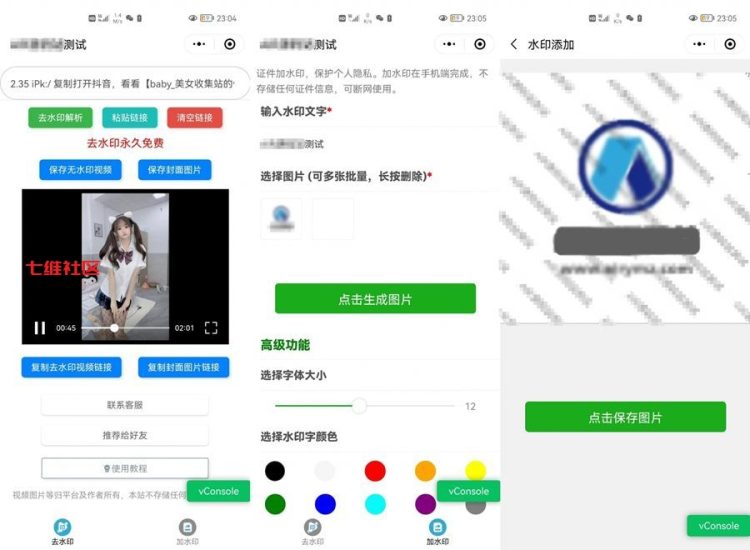 23:04
测试
2.35 iPk:/ 复制打开抖音，看看【baby_美女收集站的
去水印解析
粘贴链接
清空链接
去水印永久免费
保存无水印视频
保存封面图片
七维社区
00:45
02:01
复制去水印视频链接
复制封面图片链接
联系客服
推荐给好友
使用教程
视频图片等归平台及作者所有，本站不存储任何
vConsole
去水印
加水印
23:05
测试
证件加水印，保护个人隐私。加水印在手机端完成，不
存储任何证件信息，可断网使用。
输入水印文字*
测试
选择图片 (可多张批量，长按删除)*
点击生成图片
高级功能
选择字体大小
12
选择水印字颜色
vConsole
去水印
加水印
23:05
水印添加
点击保存图片
vConsole